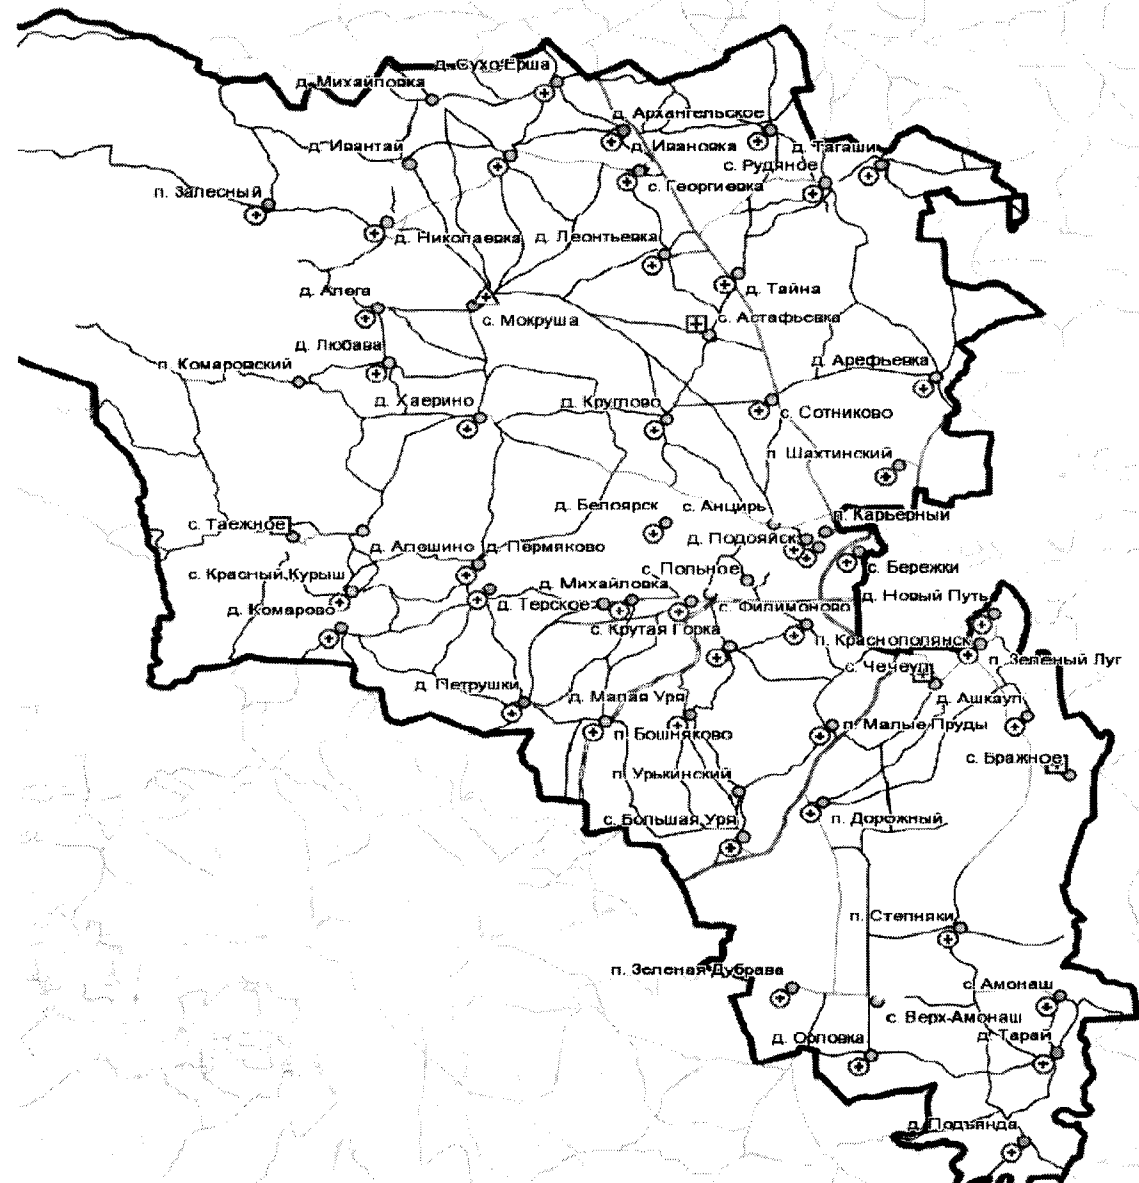 д. Сухо-Ерша
д. Михайловка
д. Архангельское
д. Ивантай
д. Ивановка
д. Тагаши
с. Рудяное
п. Залесный
с. Георгиевка
д. Николаевка
д. Леонтьевка
д. Алега
д. Тайна
с. Мокруша
с. Астафьевка
д. Любава
п. Комаровский
д. Арефьевка
д. Хаерино
д. Круглово
с. Сотниково
п. Шахтинский
д. Белоярск
с. Анцирь
п. Карьерный
с. Таежное
д. Подояйск
д. Алешино
д. Пермяково
с. Бережки
с. Польное
с. Красный Курыш
д. Михайловка
д. Новый Путь
д. Комарово
д. Терское
с. Филимоново
с. Крутая Горка
п. Краснополянск
п. Зеленый Луг
с. Чечеул
д. Петрушки
д. Малая Уря
д. Ашкаул
п. Бошняково
п. Малые Пруды
с. Бражное
п. Урькинский
с. Большая Уря
п. Дорожный
п. Степняки
п. Зеленая Дубрава
с. Амонаш
с. Верх-Амонаш
д. Орловка
д. Тарай
д. Подъянда